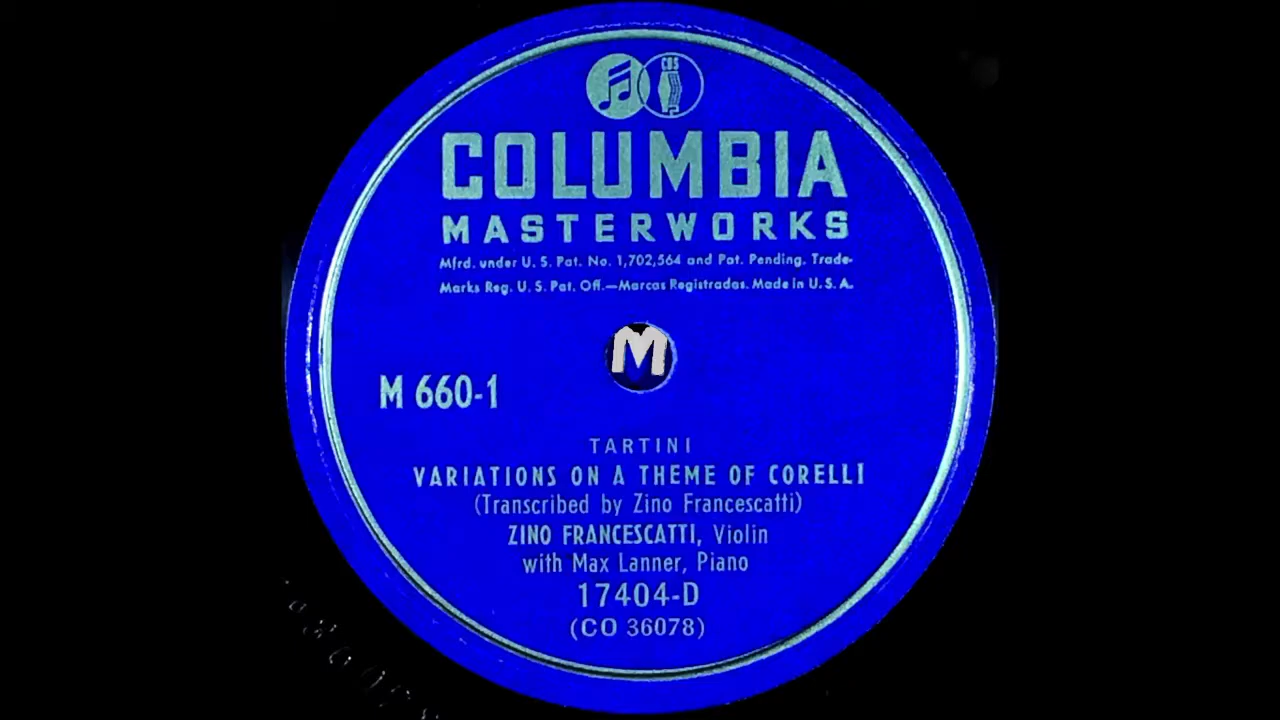 CBS
COLUMBIA
MASTERWORKS
Mfrd. under U. S. Pat. No. 1,702,564 and Pat. Pending. Trade-
Marks Reg. U. S. Pat. Off.—Marcas Registradas. Made in U. S. A.
M
M 660-1
TARTINI
VARIATIONS ON A THEME OF CORELLI
(Transcribed by Zino Francescatti)
ZINO FRANCESCATTI, Violin
with Max Lanner, Piano
17404-D
(CO 36078)